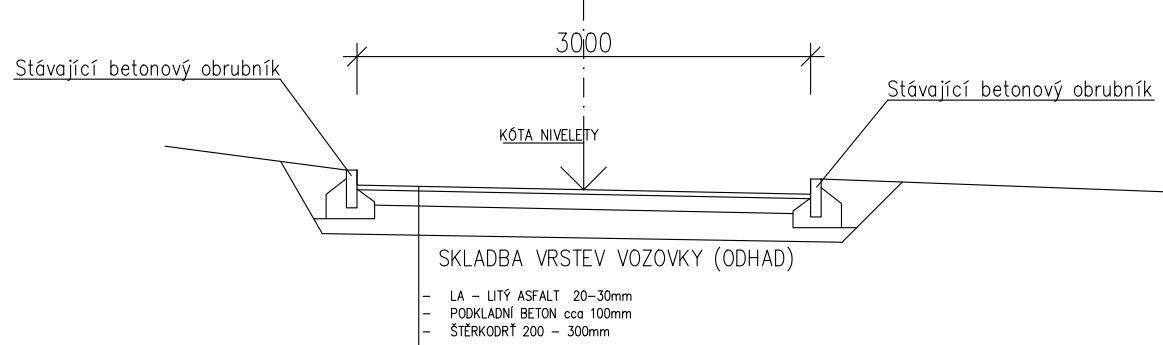 3000
Stávající betonový obrubník
Stávající betonový obrubník
KÓTA NIVELETY
SKLADBA VRSTEV VOZOVKY (ODHAD)
- LA - LITÝ ASFALT 20-30mm
- PODKLADNÍ BETON cca 100mm
- ŠTĚRKODRŤ 200 - 300mm